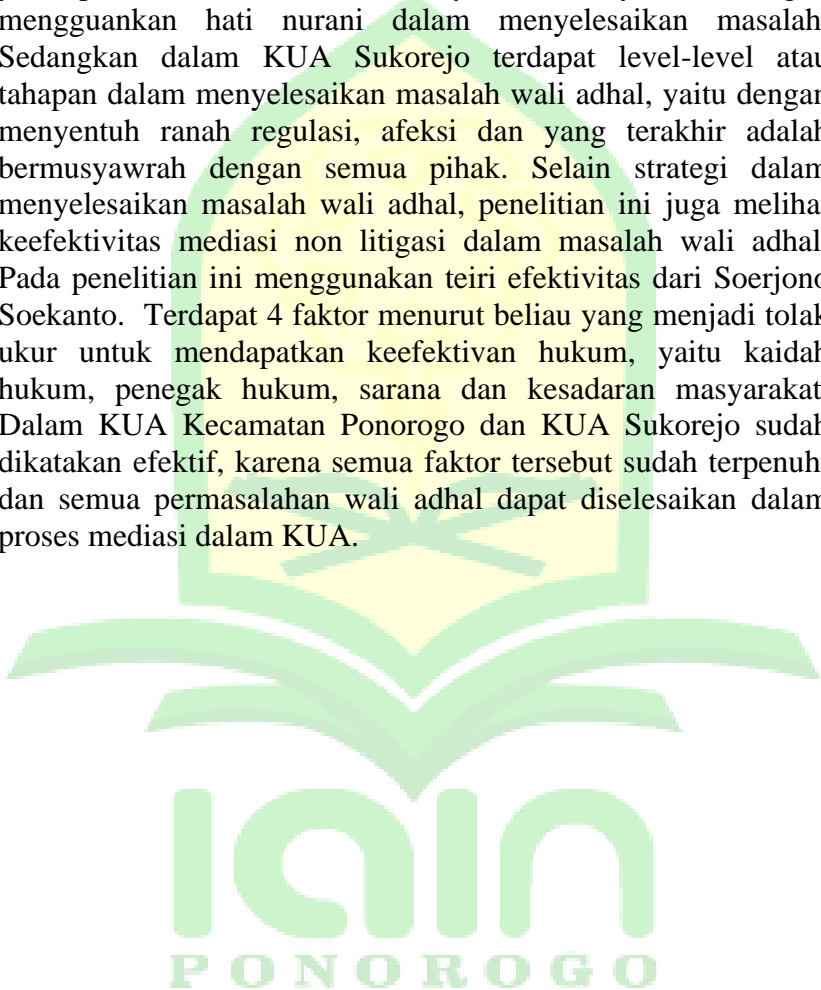 mengguankan hati nurani dalam menyelesaikan masalah
Sedangkan dalam KUA Sukorejo terdapat level-level atau
tahapan dalam menyelesaikan masalah wali adhal, yaitu dengan
menyentuh ranah regulasi, afeksi dan yang terakhir adalah
bermusyawrah dengan semua pihak. Selain strategi dalam
menyelesaikan masalah wali adhal, penelitian ini juga meliha
keefektivitas mediasi non litigasi dalam masalah wali adhal
Pada penelitian ini menggunakan teiri efektivitas dari Soerjono
Soekanto. Terdapat 4 faktor menurut beliau yang menjadi tolak
ukur untuk mendapatkan keefektivan hukum, yaitu kaidah
hukum, penegak hukum, sarana dan kesadaran masyarakat
Dalam KUA Kecamatan Ponorogo dan KUA Sukorejo sudah
dikatakan efektif, karena semua faktor tersebut sudah terpenuh
dan semua permasalahan wali adhal dapat diselesaikan dalam
proses mediasi dalam KUA.
iain
PONOROGO